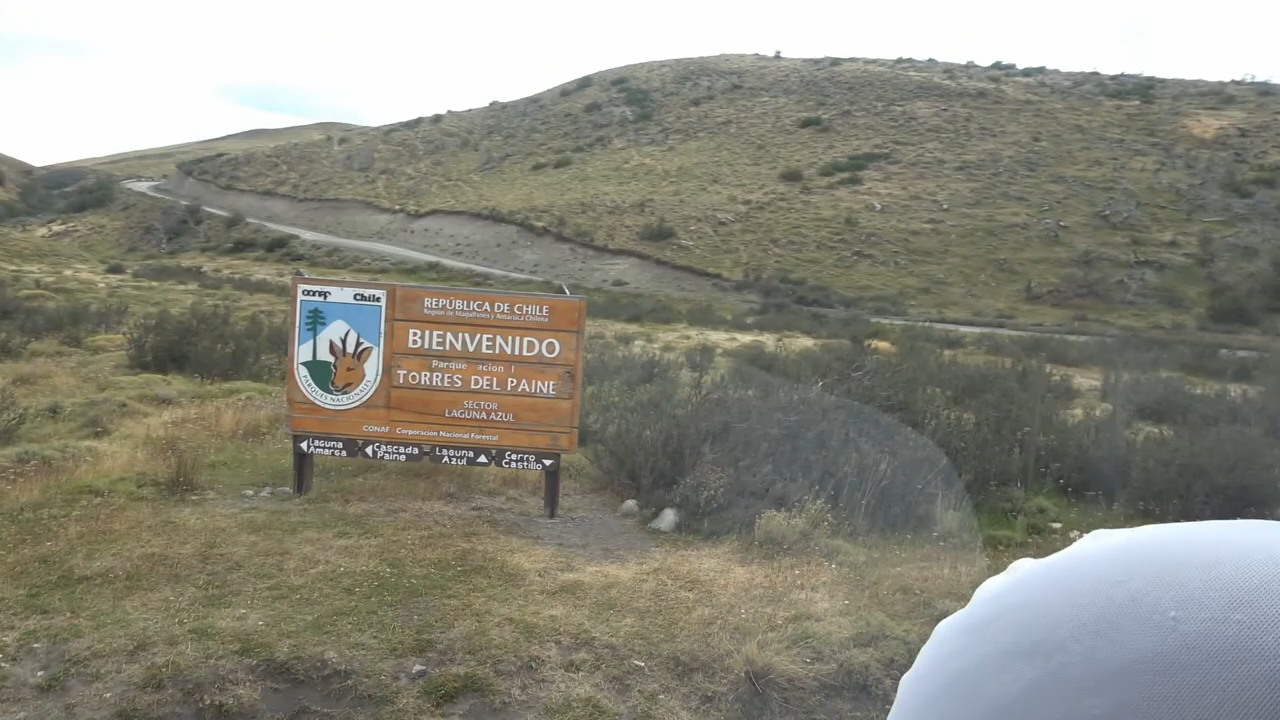 conaf Chile
PARQUES NACIONALES
REPÚBLICA DE CHILE
Región de Magallanes y Antártica Chilena
BIENVENIDO
Parque acion l
TORRES DEL PAINE
SECTOR
LAGUNA AZUL
CONAF Corporación Nacional Forestal
Laguna
Amarga
Cascada
Paine
Laguna
Azul
Cerro
Castillo